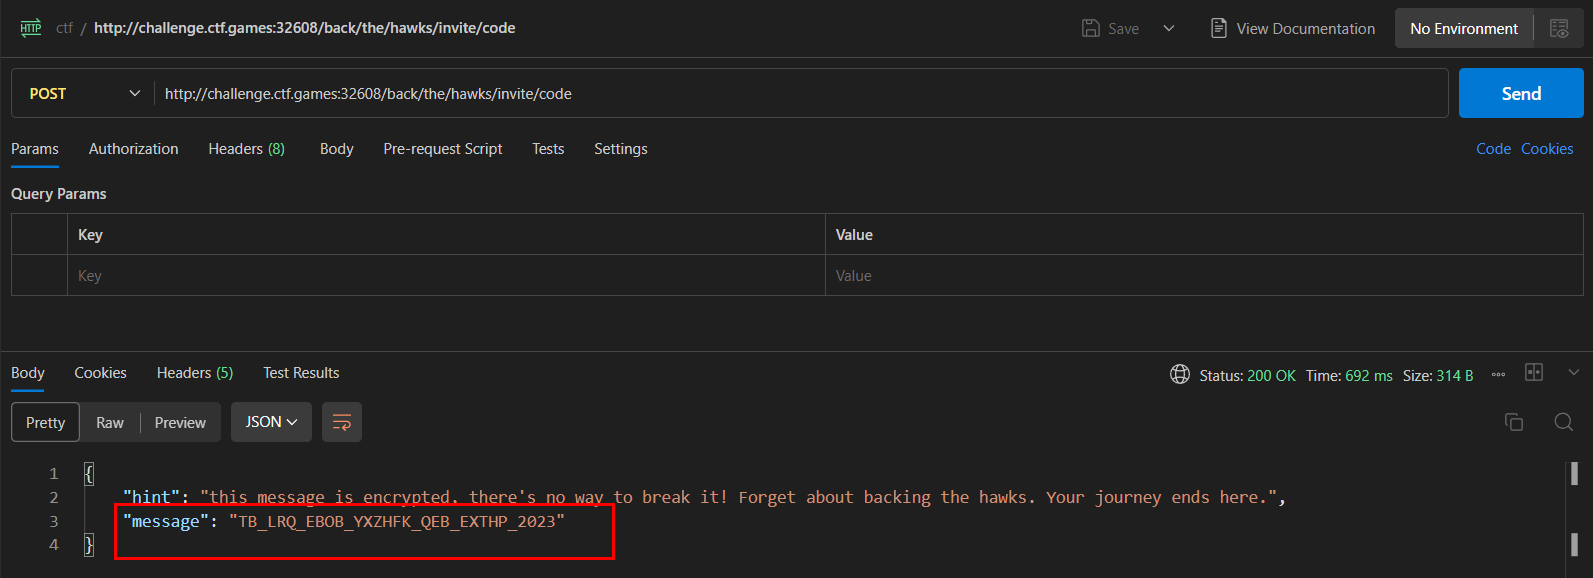 HTTP ctf / http://challenge.ctf.games:32608/back/the/hawks/invite/code Save View Documentation No Environment
POST http://challenge.ctf.games:32608/back/the/hawks/invite/code Send
Params Authorization Headers (8) Body Pre-request Script Tests Settings Code Cookies
Query Params
Key Value
Key Value
Body Cookies Headers (5) Test Results Status: 200 OK Time: 692 ms Size: 314 B
Pretty Raw Preview JSON
1 {
2 "hint": "this message is encrypted, there's no way to break it! Forget about backing the hawks. Your journey ends here.",
3 "message": "TB_LRQ_EBOB_YXZHFK_QEB_EXTHP_2023"
4 }